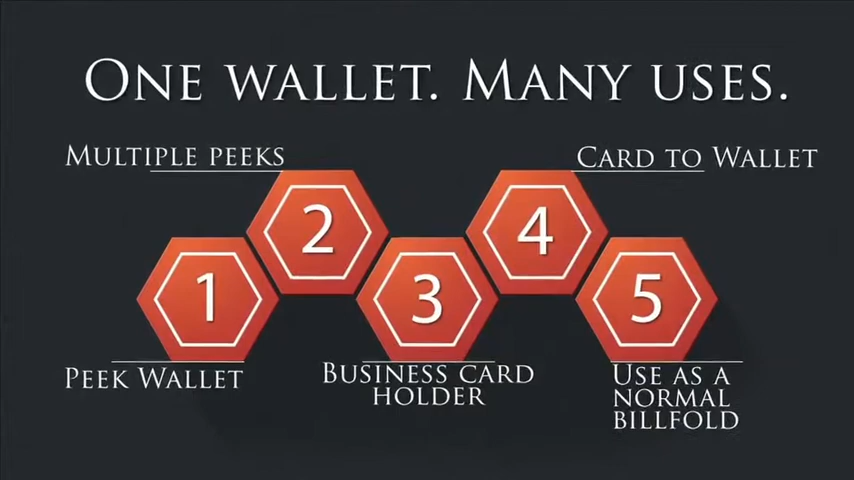 One wallet. Many uses.
Multiple peeks
Card to Wallet
2
4
1
3
5
Peek Wallet
Business card
holder
Use as a
normal
billfold